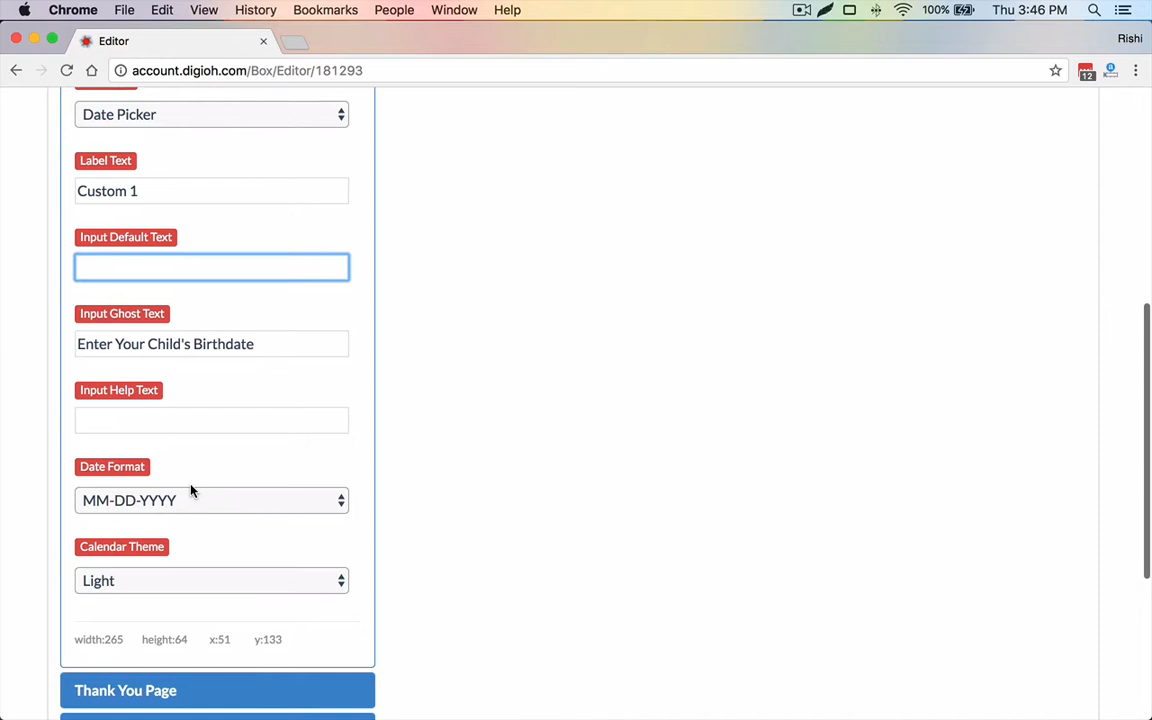 Chrome File Edit View History Bookmarks People Window Help 100% Thu 3:46 PM
Editor
Rishi
account.digioh.com/Box/Editor/181293
12
Date Picker
Label Text
Custom 1
Input Default Text
Input Ghost Text
Enter Your Child's Birthdate
Input Help Text
Date Format
MM-DD-YYYY
Calendar Theme
Light
width:265 height:64 x:51 y:133
Thank You Page